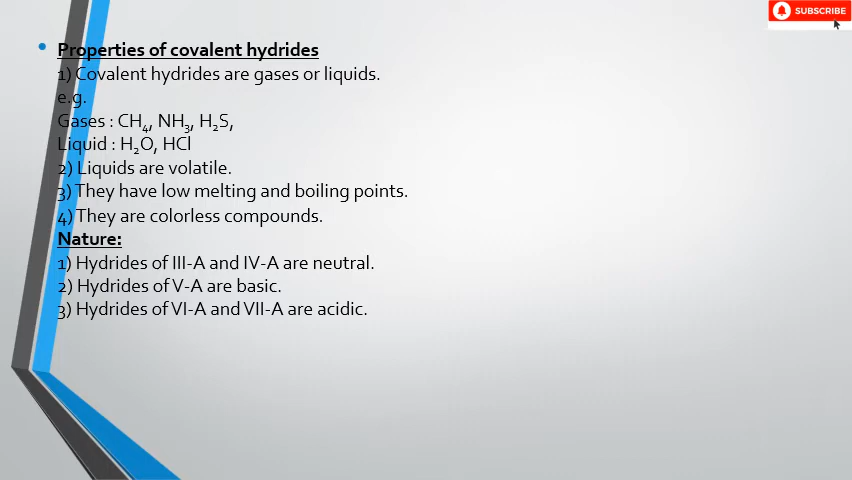 SUBSCRIBE
• Properties of covalent hydrides
1) Covalent hydrides are gases or liquids.
e.g.
Gases : CH₄, NH₃, H₂S,
Liquid : H₂O, HCl
2) Liquids are volatile.
3) They have low melting and boiling points.
4) They are colorless compounds.
Nature:
1) Hydrides of III-A and IV-A are neutral.
2) Hydrides of V-A are basic.
3) Hydrides of VI-A and VII-A are acidic.